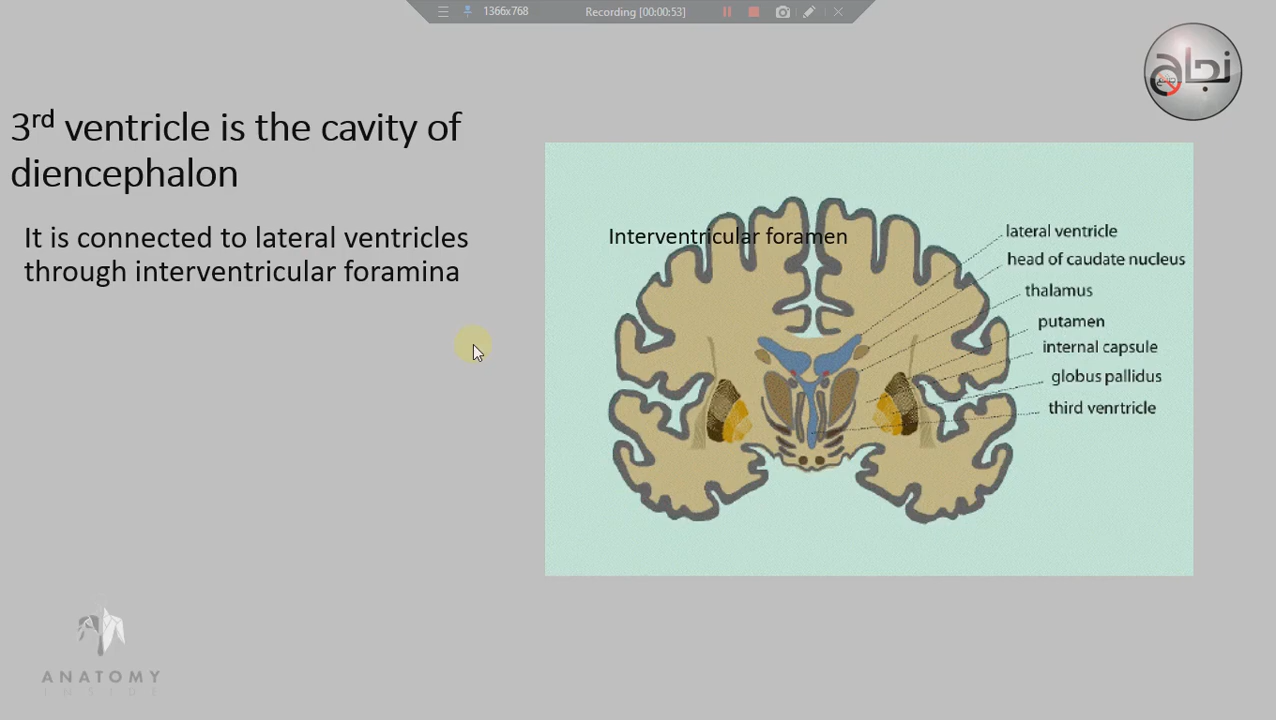 1366x768
Recording [00:00:53]
نجاة
3rd ventricle is the cavity of
diencephalon
It is connected to lateral ventricles
through interventricular foramina
Interventricular foramen
lateral ventricle
head of caudate nucleus
thalamus
putamen
internal capsule
globus pallidus
third venrtricle
ANATOMY
INSIDE